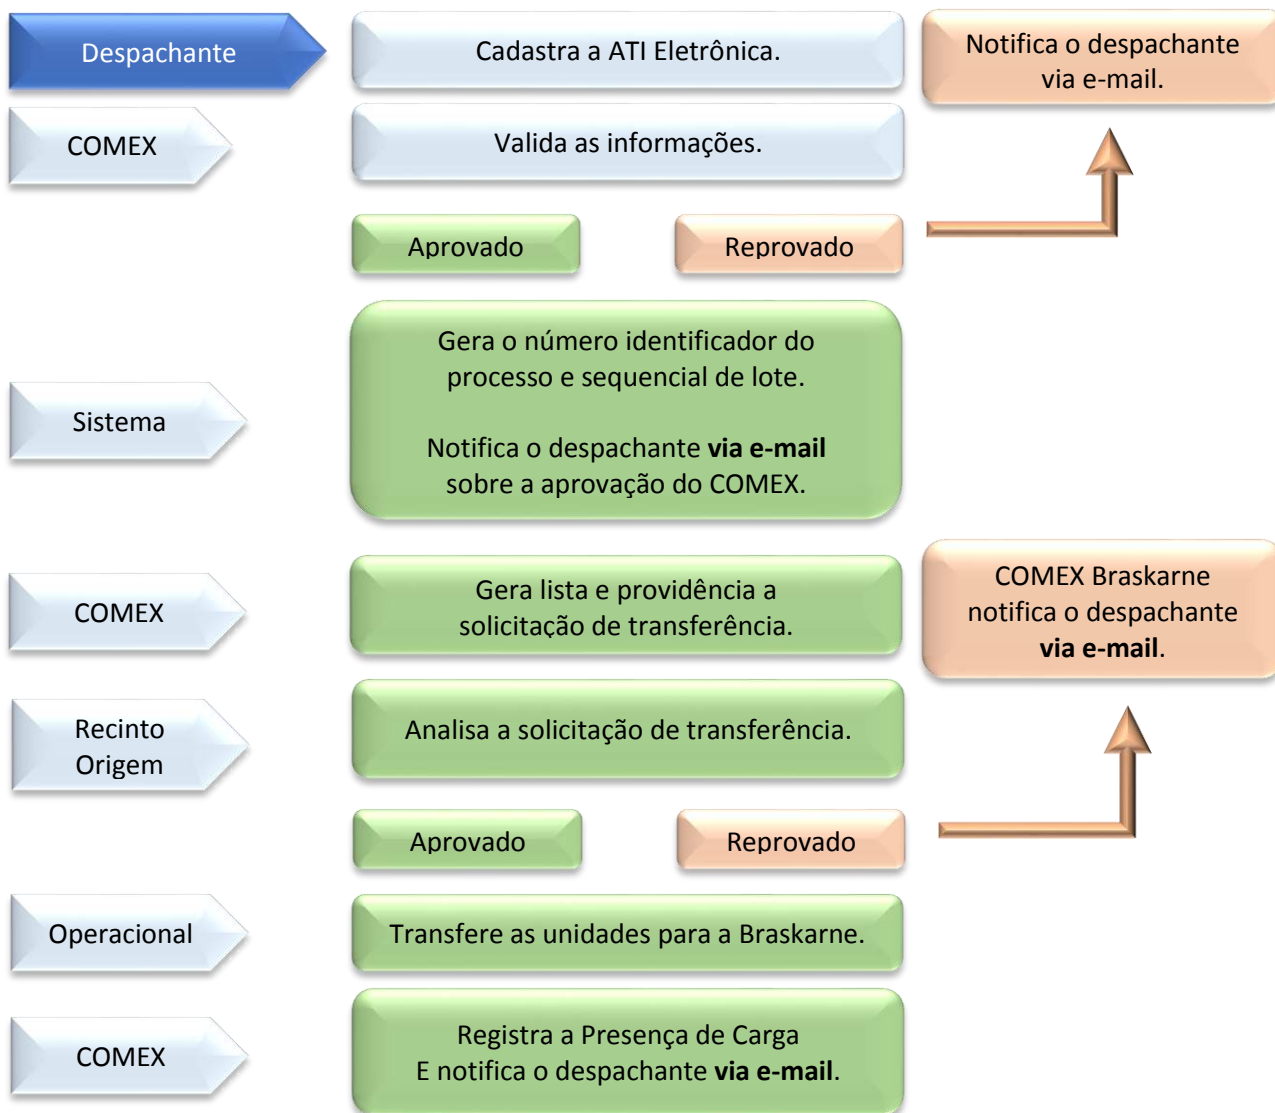 Despachante
Cadastra a ATI Eletrônica.
Notifica o despachante
via e-mail.
COMEX
Valida as informações.
Aprovado
Reprovado
Sistema
Gera o número identificador do
processo e sequencial de lote.
Notifica o despachante via e-mail
sobre a aprovação do COMEX.
COMEX
Gera lista e providência a
solicitação de transferência.
COMEX Braskarne
notifica o despachante
via e-mail.
Recinto
Origem
Analisa a solicitação de transferência.
Aprovado
Reprovado
Operacional
Transfere as unidades para a Braskarne.
COMEX
Registra a Presença de Carga
E notifica o despachante via e-mail.